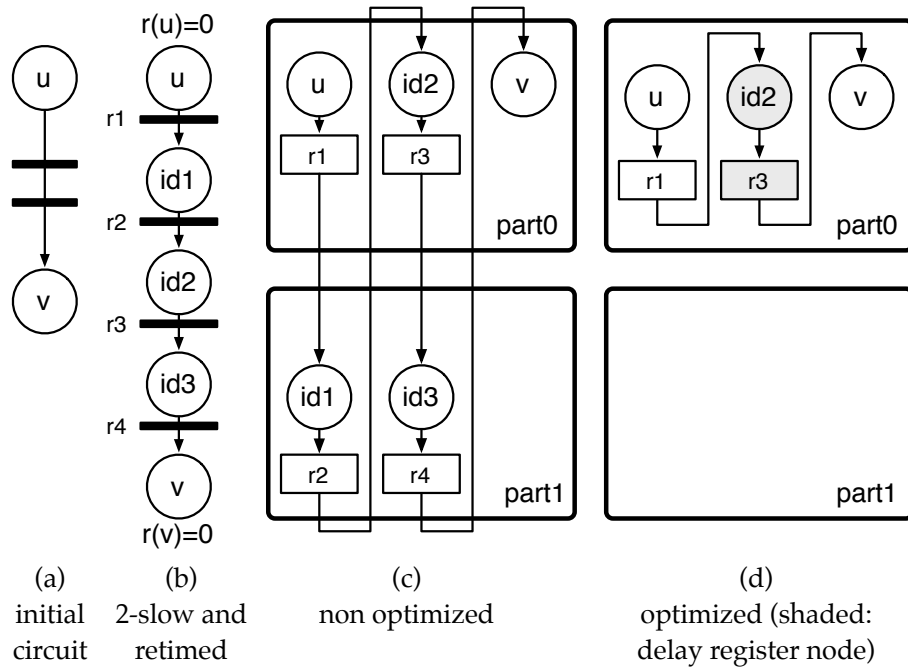 u
v
(a)
initial
circuit
r(u)=0
u
r1
id1
r2
id2
r3
id3
r4
v
r(v)=0
(b)
2-slow and
retimed
u
id2
v
r1
r3
part0
id1
id3
r2
r4
part1
(c)
non optimized
u
id2
v
r1
r3
part0
part1
(d)
optimized (shaded:
delay register node)